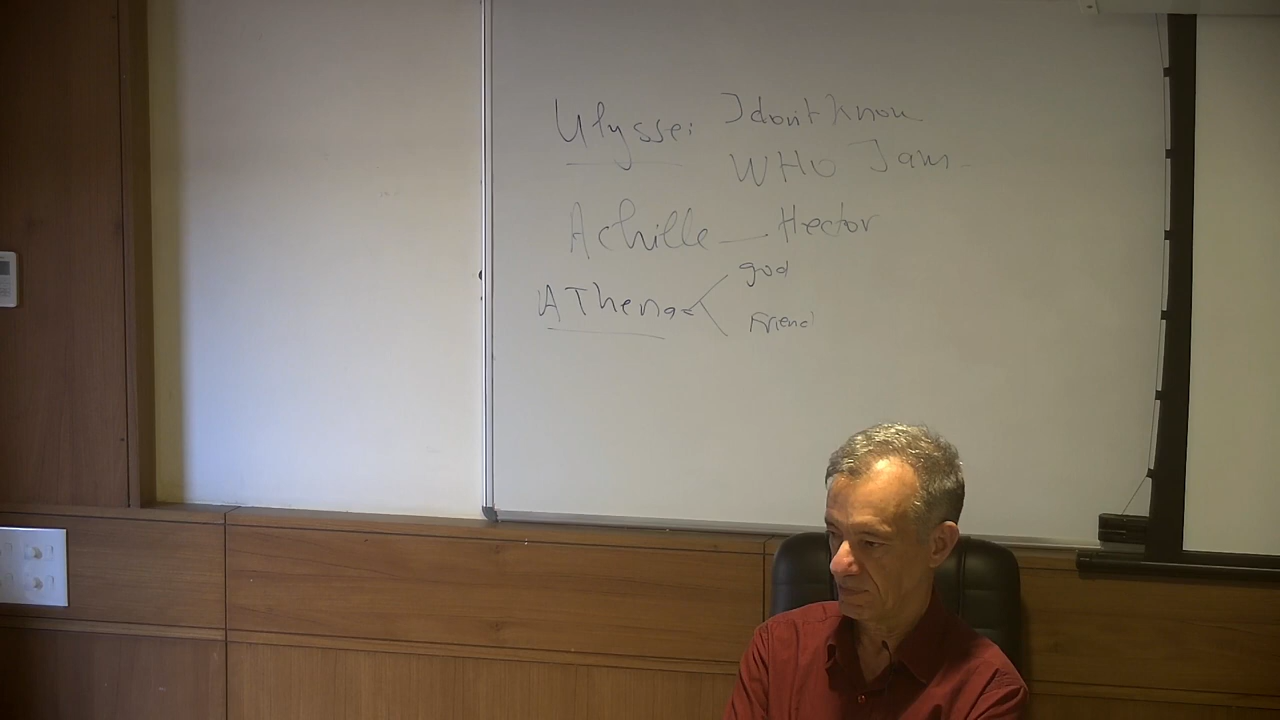 Ulysse: I don't know
WHO I am.
Achille — Hector
god
AThena <
Friend